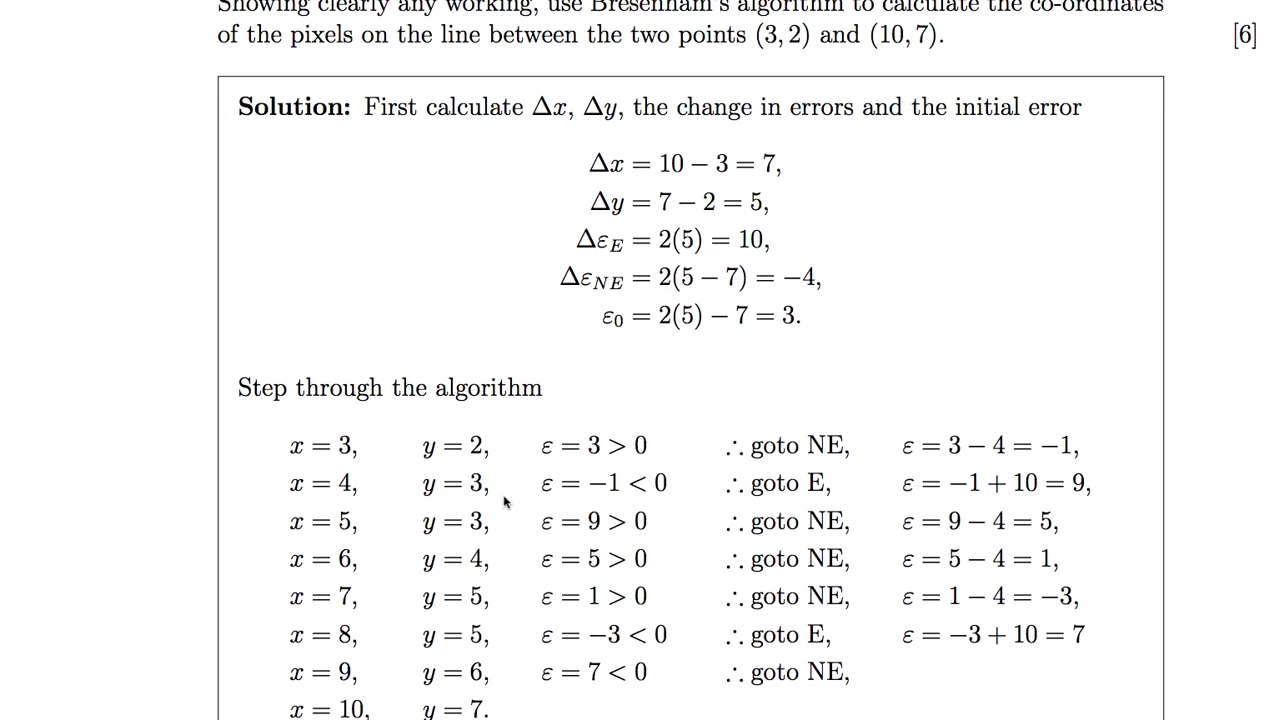 Showing clearly any working, use Bresenham's algorithm to calculate the co-ordinates
of the pixels on the line between the two points (3, 2) and (10, 7). [6]
Solution: First calculate Δx, Δy, the change in errors and the initial error
Δx = 10 − 3 = 7,
Δy = 7 − 2 = 5,
Δε_E = 2(5) = 10,
Δε_NE = 2(5 − 7) = −4,
ε₀ = 2(5) − 7 = 3.
Step through the algorithm
x = 3, y = 2, ε = 3 > 0 ∴ goto NE, ε = 3 − 4 = −1,
x = 4, y = 3, ε = −1 < 0 ∴ goto E, ε = −1 + 10 = 9,
x = 5, y = 3, ε = 9 > 0 ∴ goto NE, ε = 9 − 4 = 5,
x = 6, y = 4, ε = 5 > 0 ∴ goto NE, ε = 5 − 4 = 1,
x = 7, y = 5, ε = 1 > 0 ∴ goto NE, ε = 1 − 4 = −3,
x = 8, y = 5, ε = −3 < 0 ∴ goto E, ε = −3 + 10 = 7
x = 9, y = 6, ε = 7 < 0 ∴ goto NE,
x = 10, y = 7.